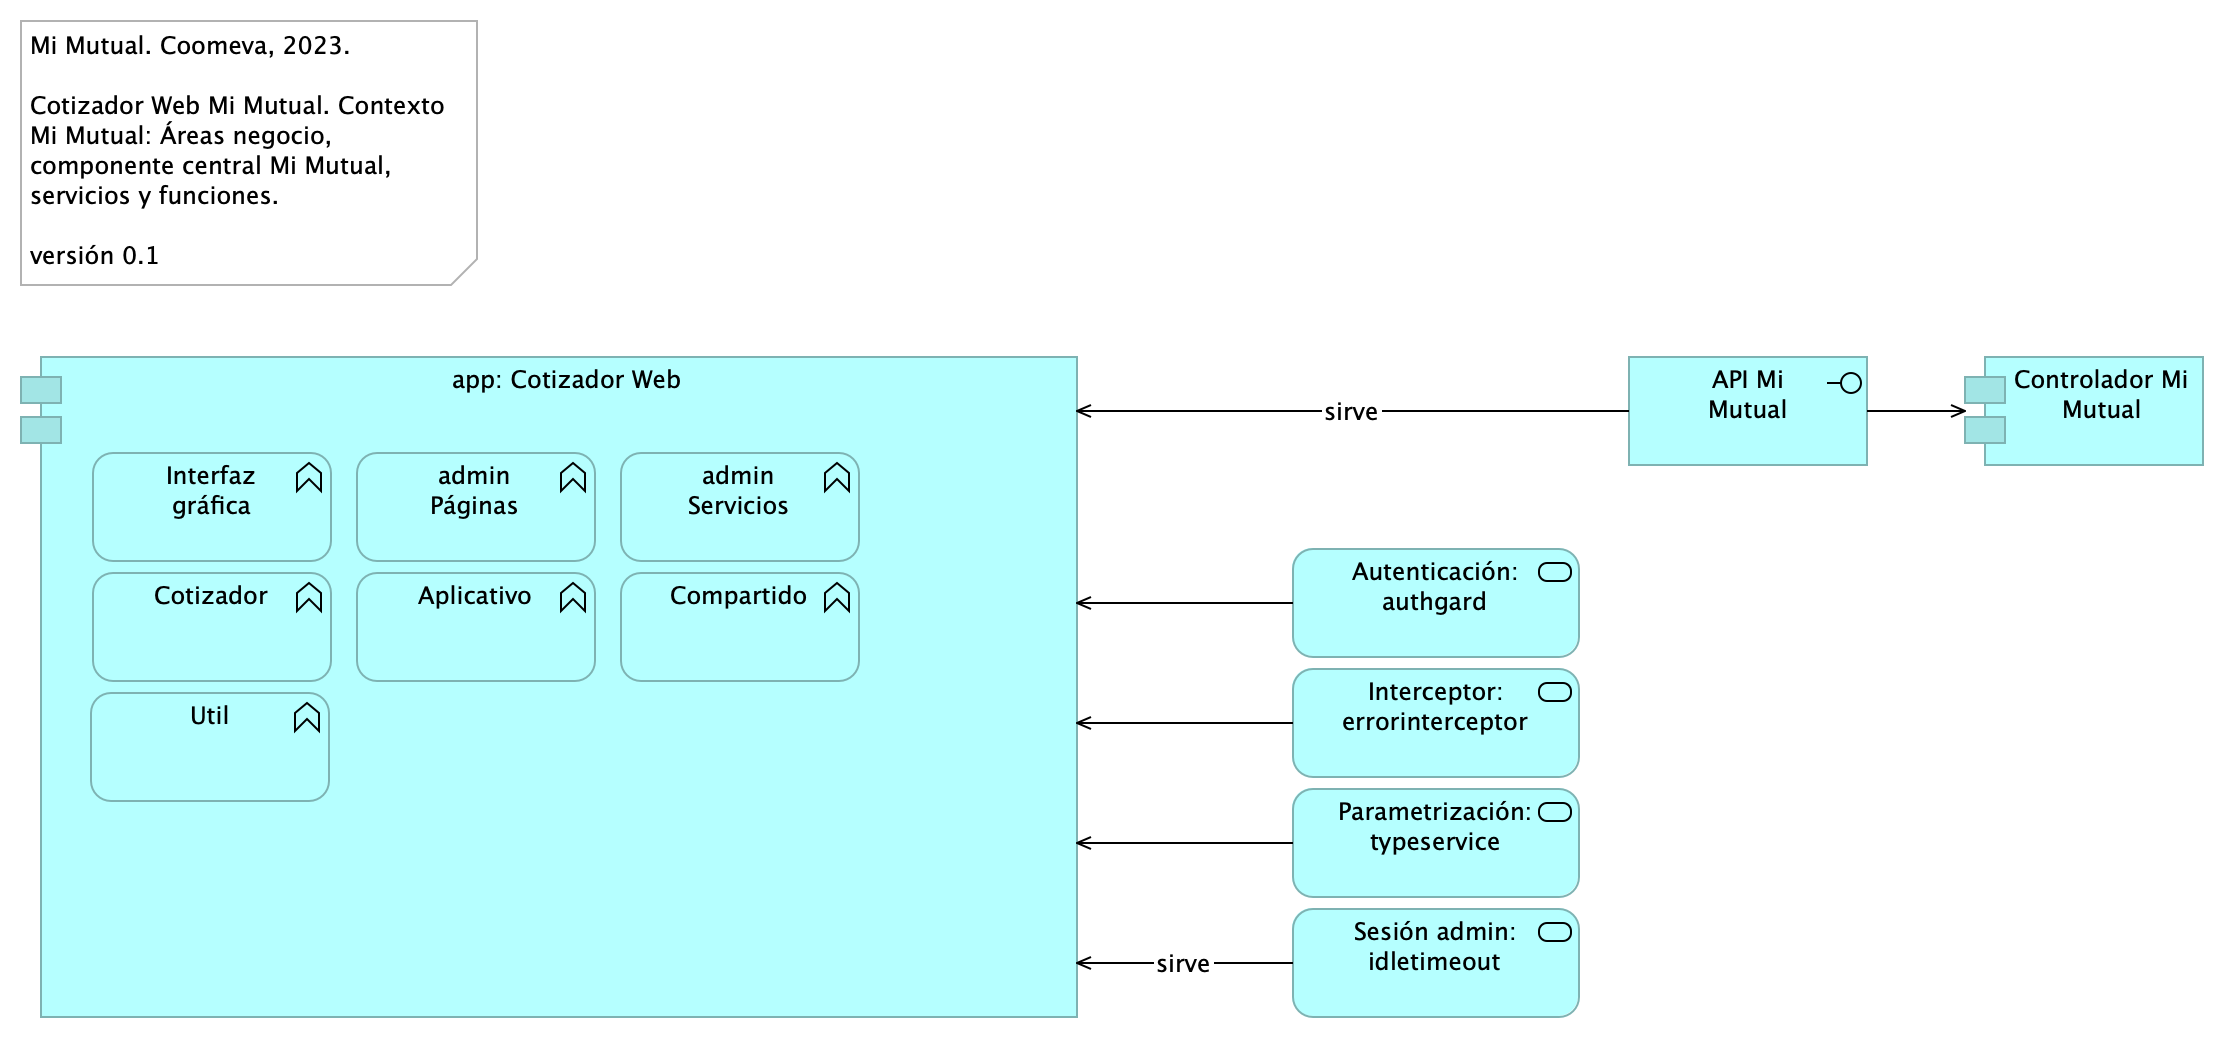 Mi Mutual. Coomeva, 2023.
Cotizador Web Mi Mutual. Contexto
Mi Mutual: Áreas negocio,
componente central Mi Mutual,
servicios y funciones.
versión 0.1
app: Cotizador Web
Interfaz
gráfica
admin
Páginas
admin
Servicios
Cotizador
Aplicativo
Compartido
Util
sirve
API Mi
Mutual
Controlador Mi
Mutual
Autenticación:
authgard
Interceptor:
errorinterceptor
Parametrización:
typeservice
sirve
Sesión admin:
idletimeout